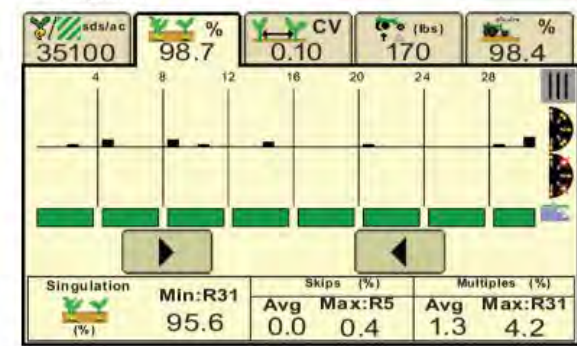 sds/ac % CV (lbs) %
35100 98.7 0.10 170 98.4
4 8 12 16 20 24 28
Singulation Skips (%) Multiples (%)
Min:R31 Avg Max:R5 Avg Max:R31
(%) 95.6 0.0 0.4 1.3 4.2